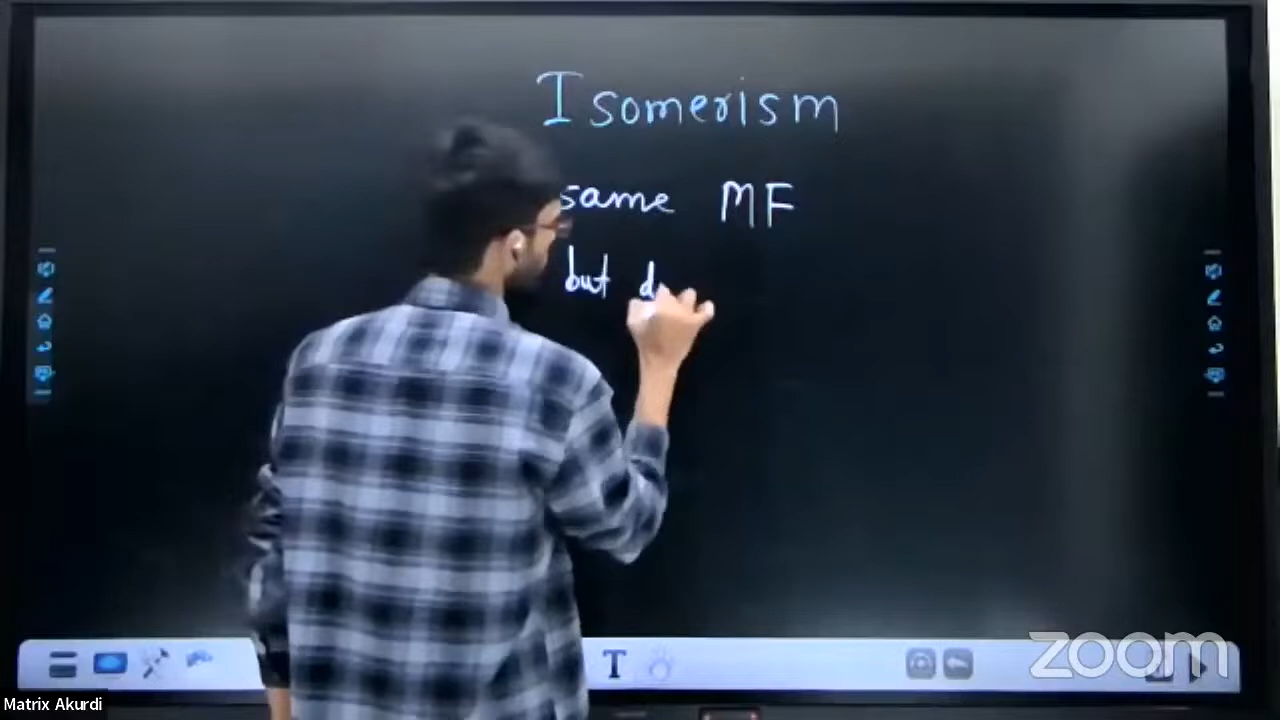 Isomerism
same MF
but d
T
zoom
Matrix Akurdi